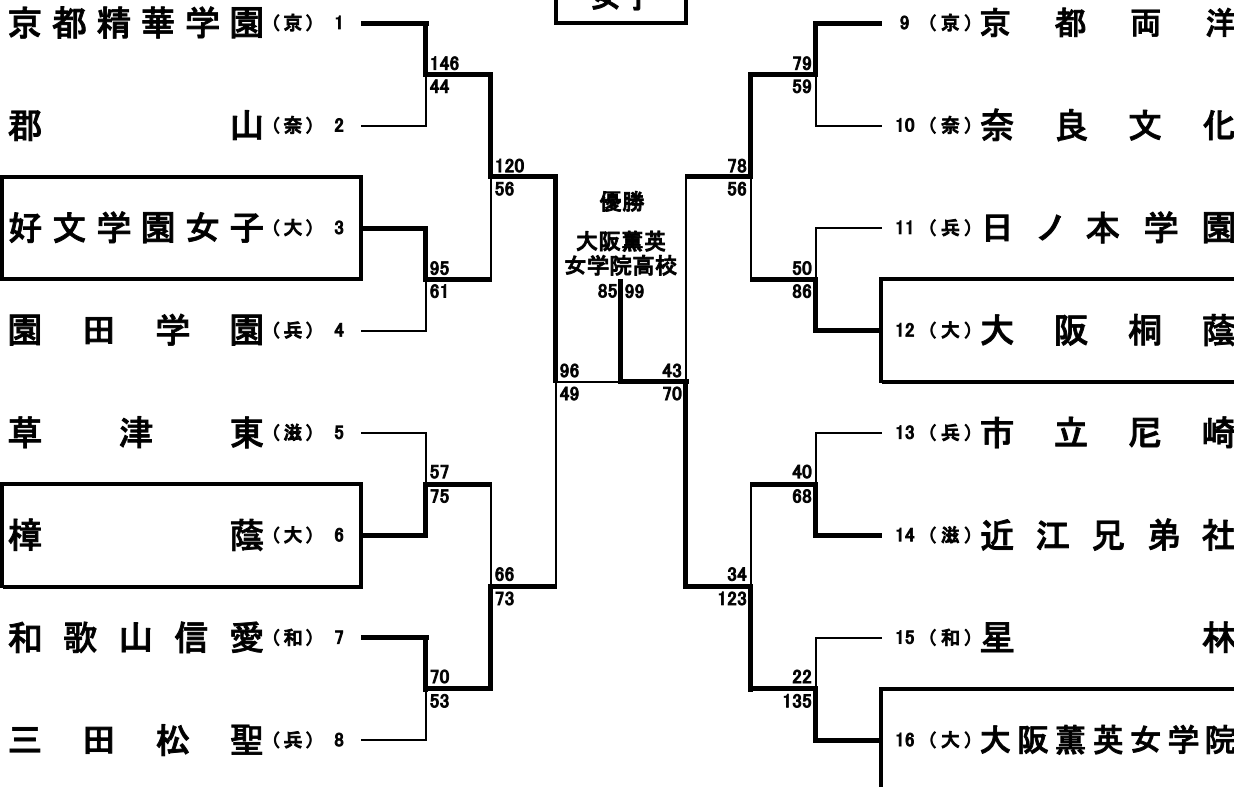 女子
京都精華学園 (京) 1
146
44
郡山 (奈) 2
120
56
好文学園女子 (大) 3
95
61
園田学園 (兵) 4
96
49
草津東 (滋) 5
57
75
樟蔭 (大) 6
66
73
和歌山信愛 (和) 7
70
53
三田松聖 (兵) 8
優勝
大阪薫英
女学院高校
85 99
9 (京) 京都両洋
79
59
10 (奈) 奈良文化
78
56
11 (兵) 日ノ本学園
50
86
12 (大) 大阪桐蔭
43
70
13 (兵) 市立尼崎
40
68
14 (滋) 近江兄弟社
34
123
15 (和) 星林
22
135
16 (大) 大阪薫英女学院